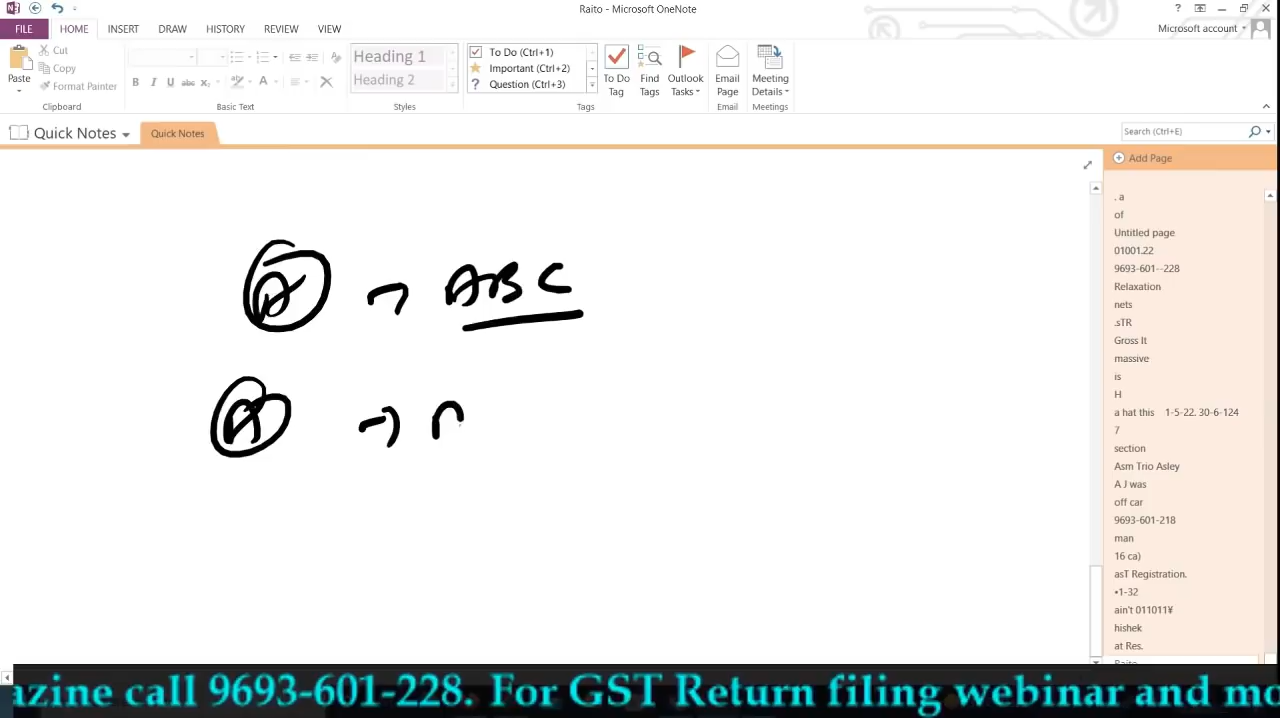 Raito - Microsoft OneNote
FILE HOME INSERT DRAW HISTORY REVIEW VIEW
Microsoft account
Paste
Cut
Copy
Format Painter
Clipboard
B I U abc X₂ A
Basic Text
Heading 1
Heading 2
Styles
To Do (Ctrl+1)
Important (Ctrl+2)
Question (Ctrl+3)
To Do Tag
Find Tags
Outlook Tasks
Tags
Email Page
Email
Meeting Details
Meetings
Quick Notes
Quick Notes
Search (Ctrl+E)
Add Page
. a
of
Untitled page
01001.22
9693-601--228
Relaxation
nets
.sTR
Gross It
massive
is
H
a hat this 1-5-22. 30-6-124
7
section
Asm Trio Asley
A J was
off car
9693-601-218
man
16 ca)
asT Registration.
•1-32
ain't 011011¥
hishek
at Res.
Raito
A → ABC
A →
azine call 9693-601-228. For GST Return filing webinar and mo